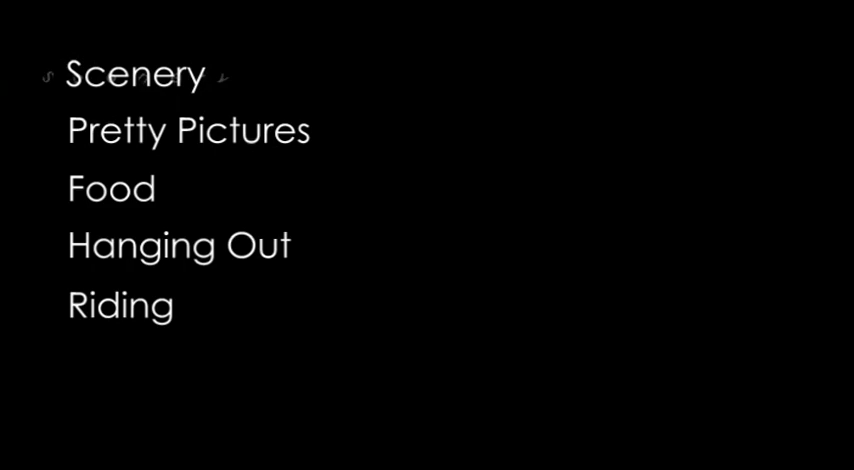 Scenery
Pretty Pictures
Food
Hanging Out
Riding